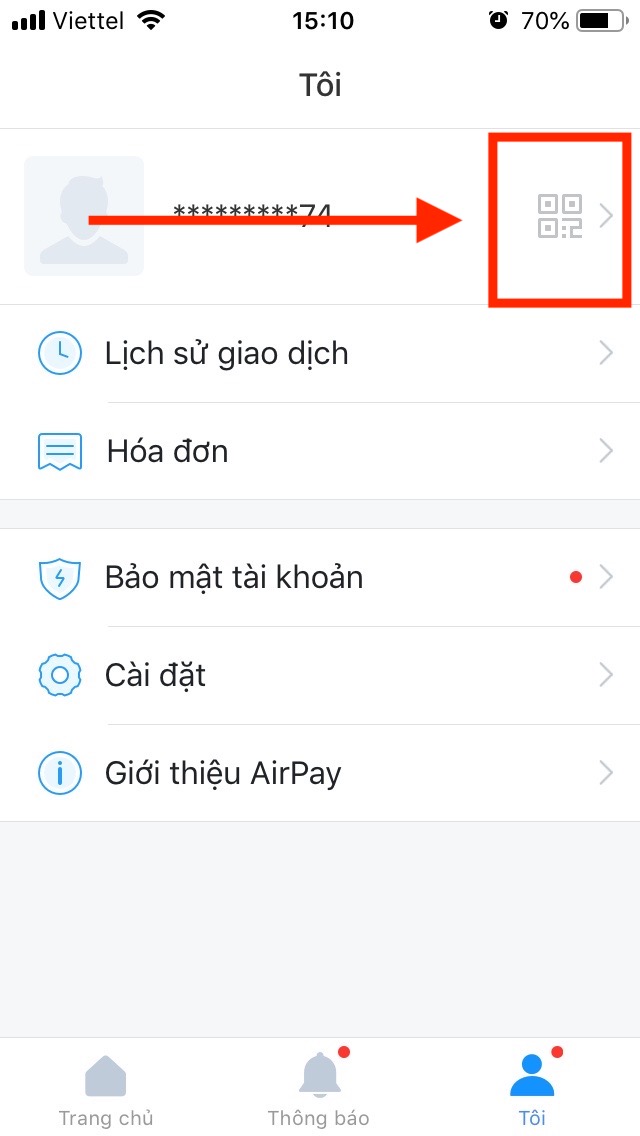 Viettel 15:10 70%
Tôi
*********74
Lịch sử giao dịch
Hóa đơn
Bảo mật tài khoản
Cài đặt
Giới thiệu AirPay
Trang chủ Thông báo Tôi